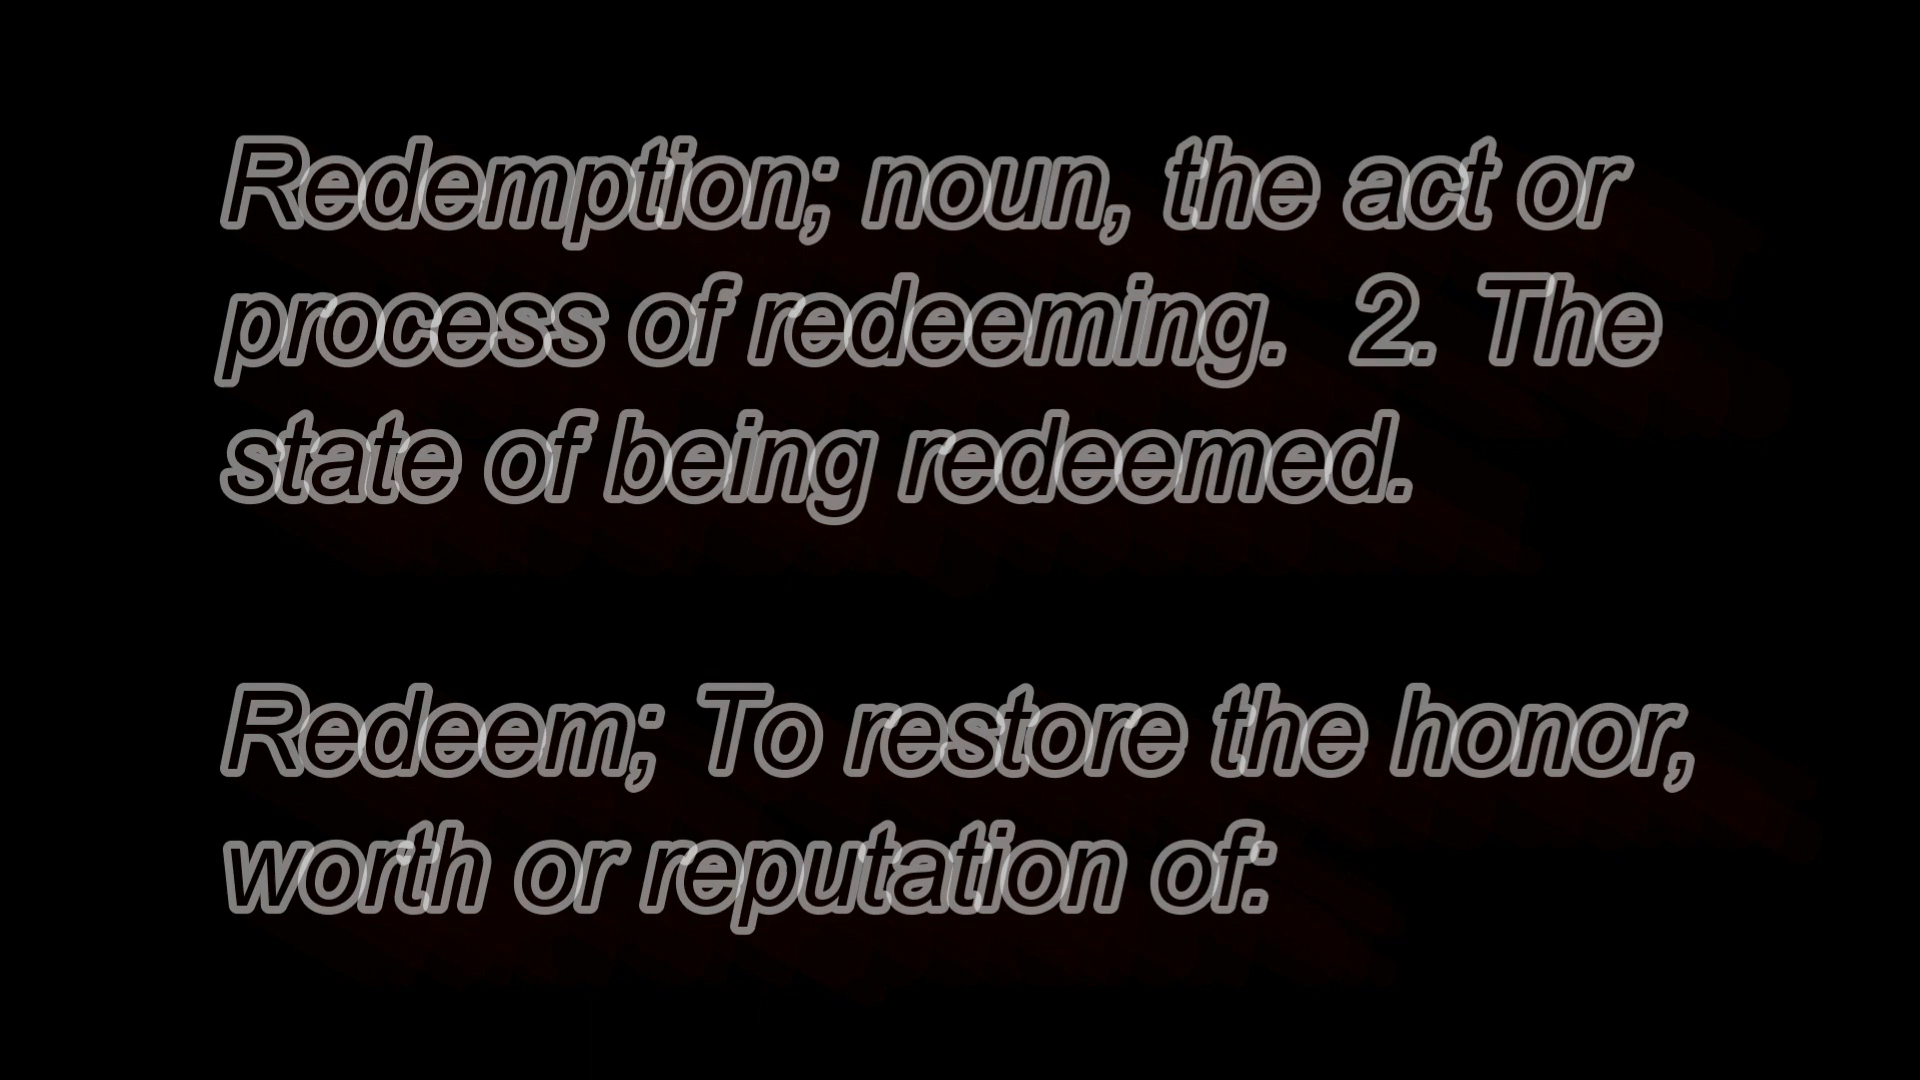 Redemption; noun, the act or
process of redeeming.  2. The
state of being redeemed.
Redeem; To restore the honor,
worth or reputation of: